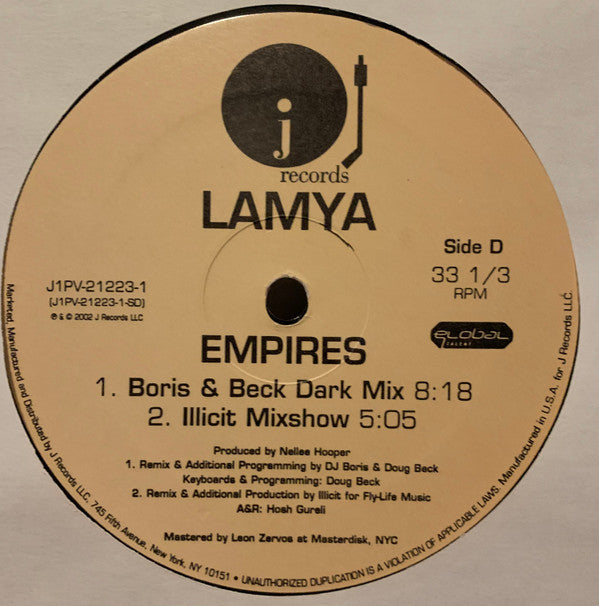 j
records
LAMYA
Side D
33 1/3
RPM
J1PV-21223-1
(J1PV-21223-1-SD)
℗ & © 2002 J Records LLC
GLOBAL
TALENT
EMPIRES
1. Boris & Beck Dark Mix 8:18
2. Illicit Mixshow 5:05
Produced by Nellee Hooper
1. Remix & Additional Programming by DJ Boris & Doug Beck
Keyboards & Programming: Doug Beck
2. Remix & Additional Production by Illicit for Fly-Life Music
A&R: Hosh Gureli
Mastered by Leon Zervos at Masterdisk, NYC
Marketed, Manufactured and Distributed by J Records LLC, 745 Fifth Avenue, New York, NY 10151 • UNAUTHORIZED DUPLICATION IS A VIOLATION OF APPLICABLE LAWS. Manufactured in U.S.A. for J Records LLC.